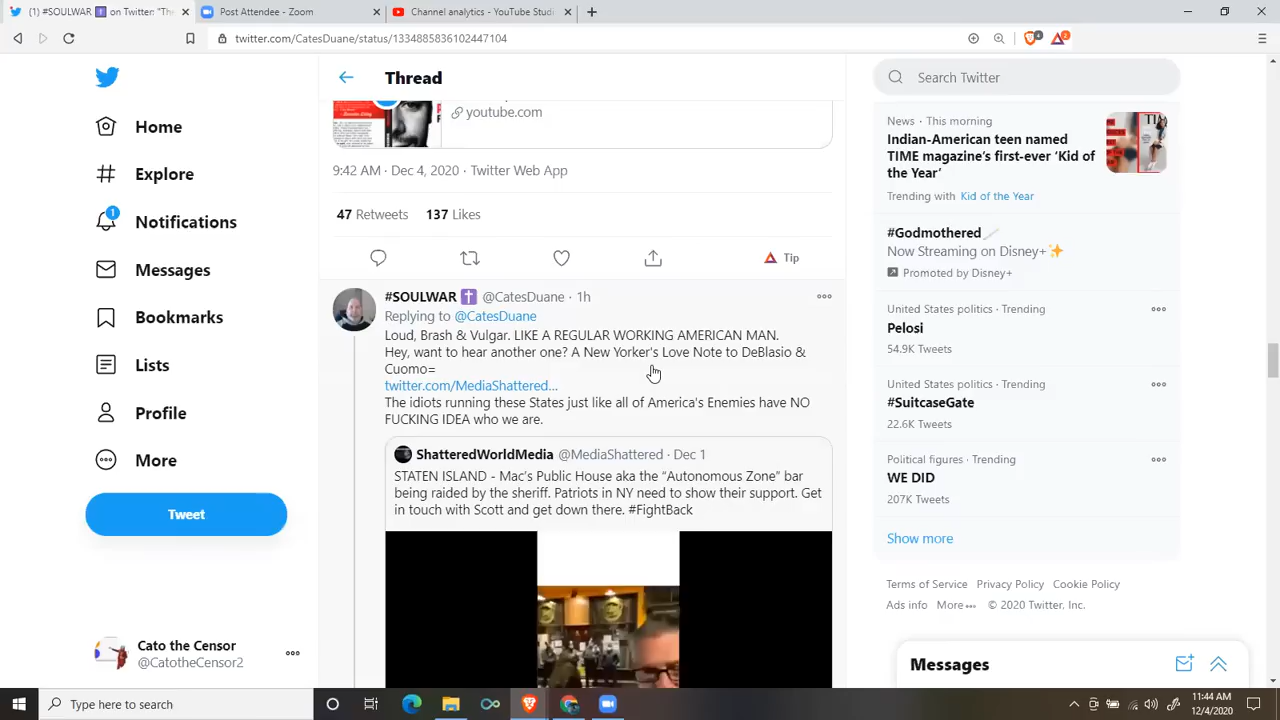 (1) #SOULWAR ✝️ on Twitter: "The
Post Attendee - Zoom
Channel analytics - YouTube Studi
twitter.com/CatesDuane/status/1334885836102447104
4
2
Home
Explore
1
Notifications
Messages
Bookmarks
Lists
Profile
More
Tweet
Cato the Censor
@CatotheCensor2
Thread
youtube.com
9:42 AM · Dec 4, 2020 · Twitter Web App
47 Retweets 137 Likes
Tip
#SOULWAR ✝️ @CatesDuane · 1h
Replying to @CatesDuane
Loud, Brash & Vulgar. LIKE A REGULAR WORKING AMERICAN MAN.
Hey, want to hear another one? A New Yorker's Love Note to DeBlasio &
Cuomo=
twitter.com/MediaShattered...
The idiots running these States just like all of America's Enemies have NO
FUCKING IDEA who we are.
ShatteredWorldMedia @MediaShattered · Dec 1
STATEN ISLAND - Mac's Public House aka the “Autonomous Zone” bar
being raided by the sheriff. Patriots in NY need to show their support. Get
in touch with Scott and get down there. #FightBack
Search Twitter
News · This morning
Indian-American teen named
TIME magazine's first-ever ‘Kid of
the Year’
Trending with Kid of the Year
#Godmothered
Now Streaming on Disney+✨
Promoted by Disney+
United States politics · Trending
Pelosi
54.9K Tweets
United States politics · Trending
#SuitcaseGate
22.6K Tweets
Political figures · Trending
WE DID
207K Tweets
Show more
Terms of Service Privacy Policy Cookie Policy
Ads info More ••• © 2020 Twitter, Inc.
Messages
Type here to search
11:44 AM
12/4/2020